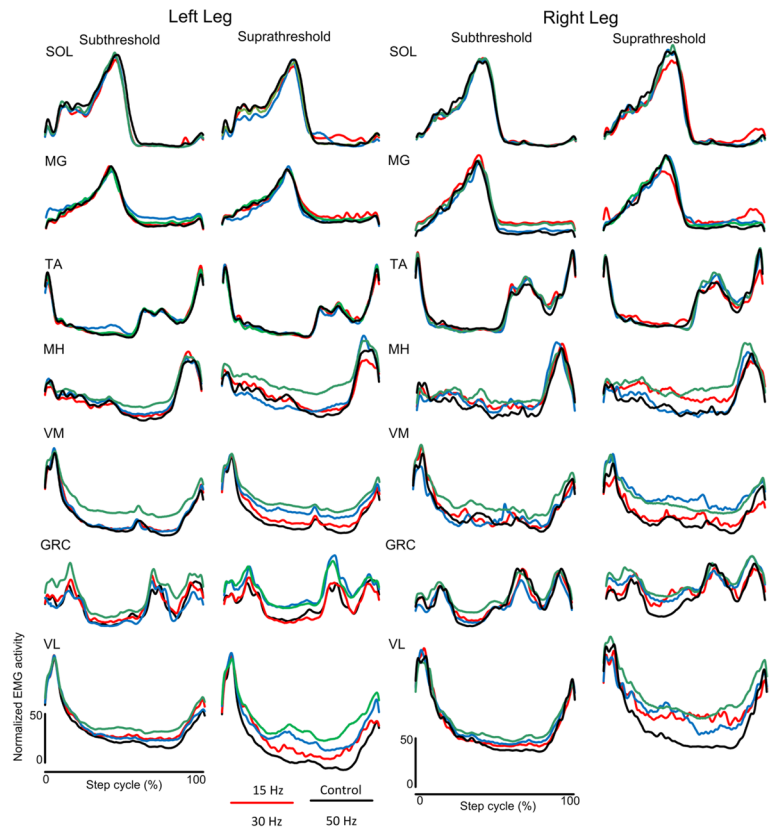 Left Leg Right Leg
Subthreshold Suprathreshold Subthreshold Suprathreshold
SOL SOL
MG MG
TA TA
MH MH
VM VM
GRC GRC
VL VL
Normalized EMG activity
50
0
50
0
0 100
Step cycle (%)
0 100
Step cycle (%)
15 Hz Control
30 Hz 50 Hz